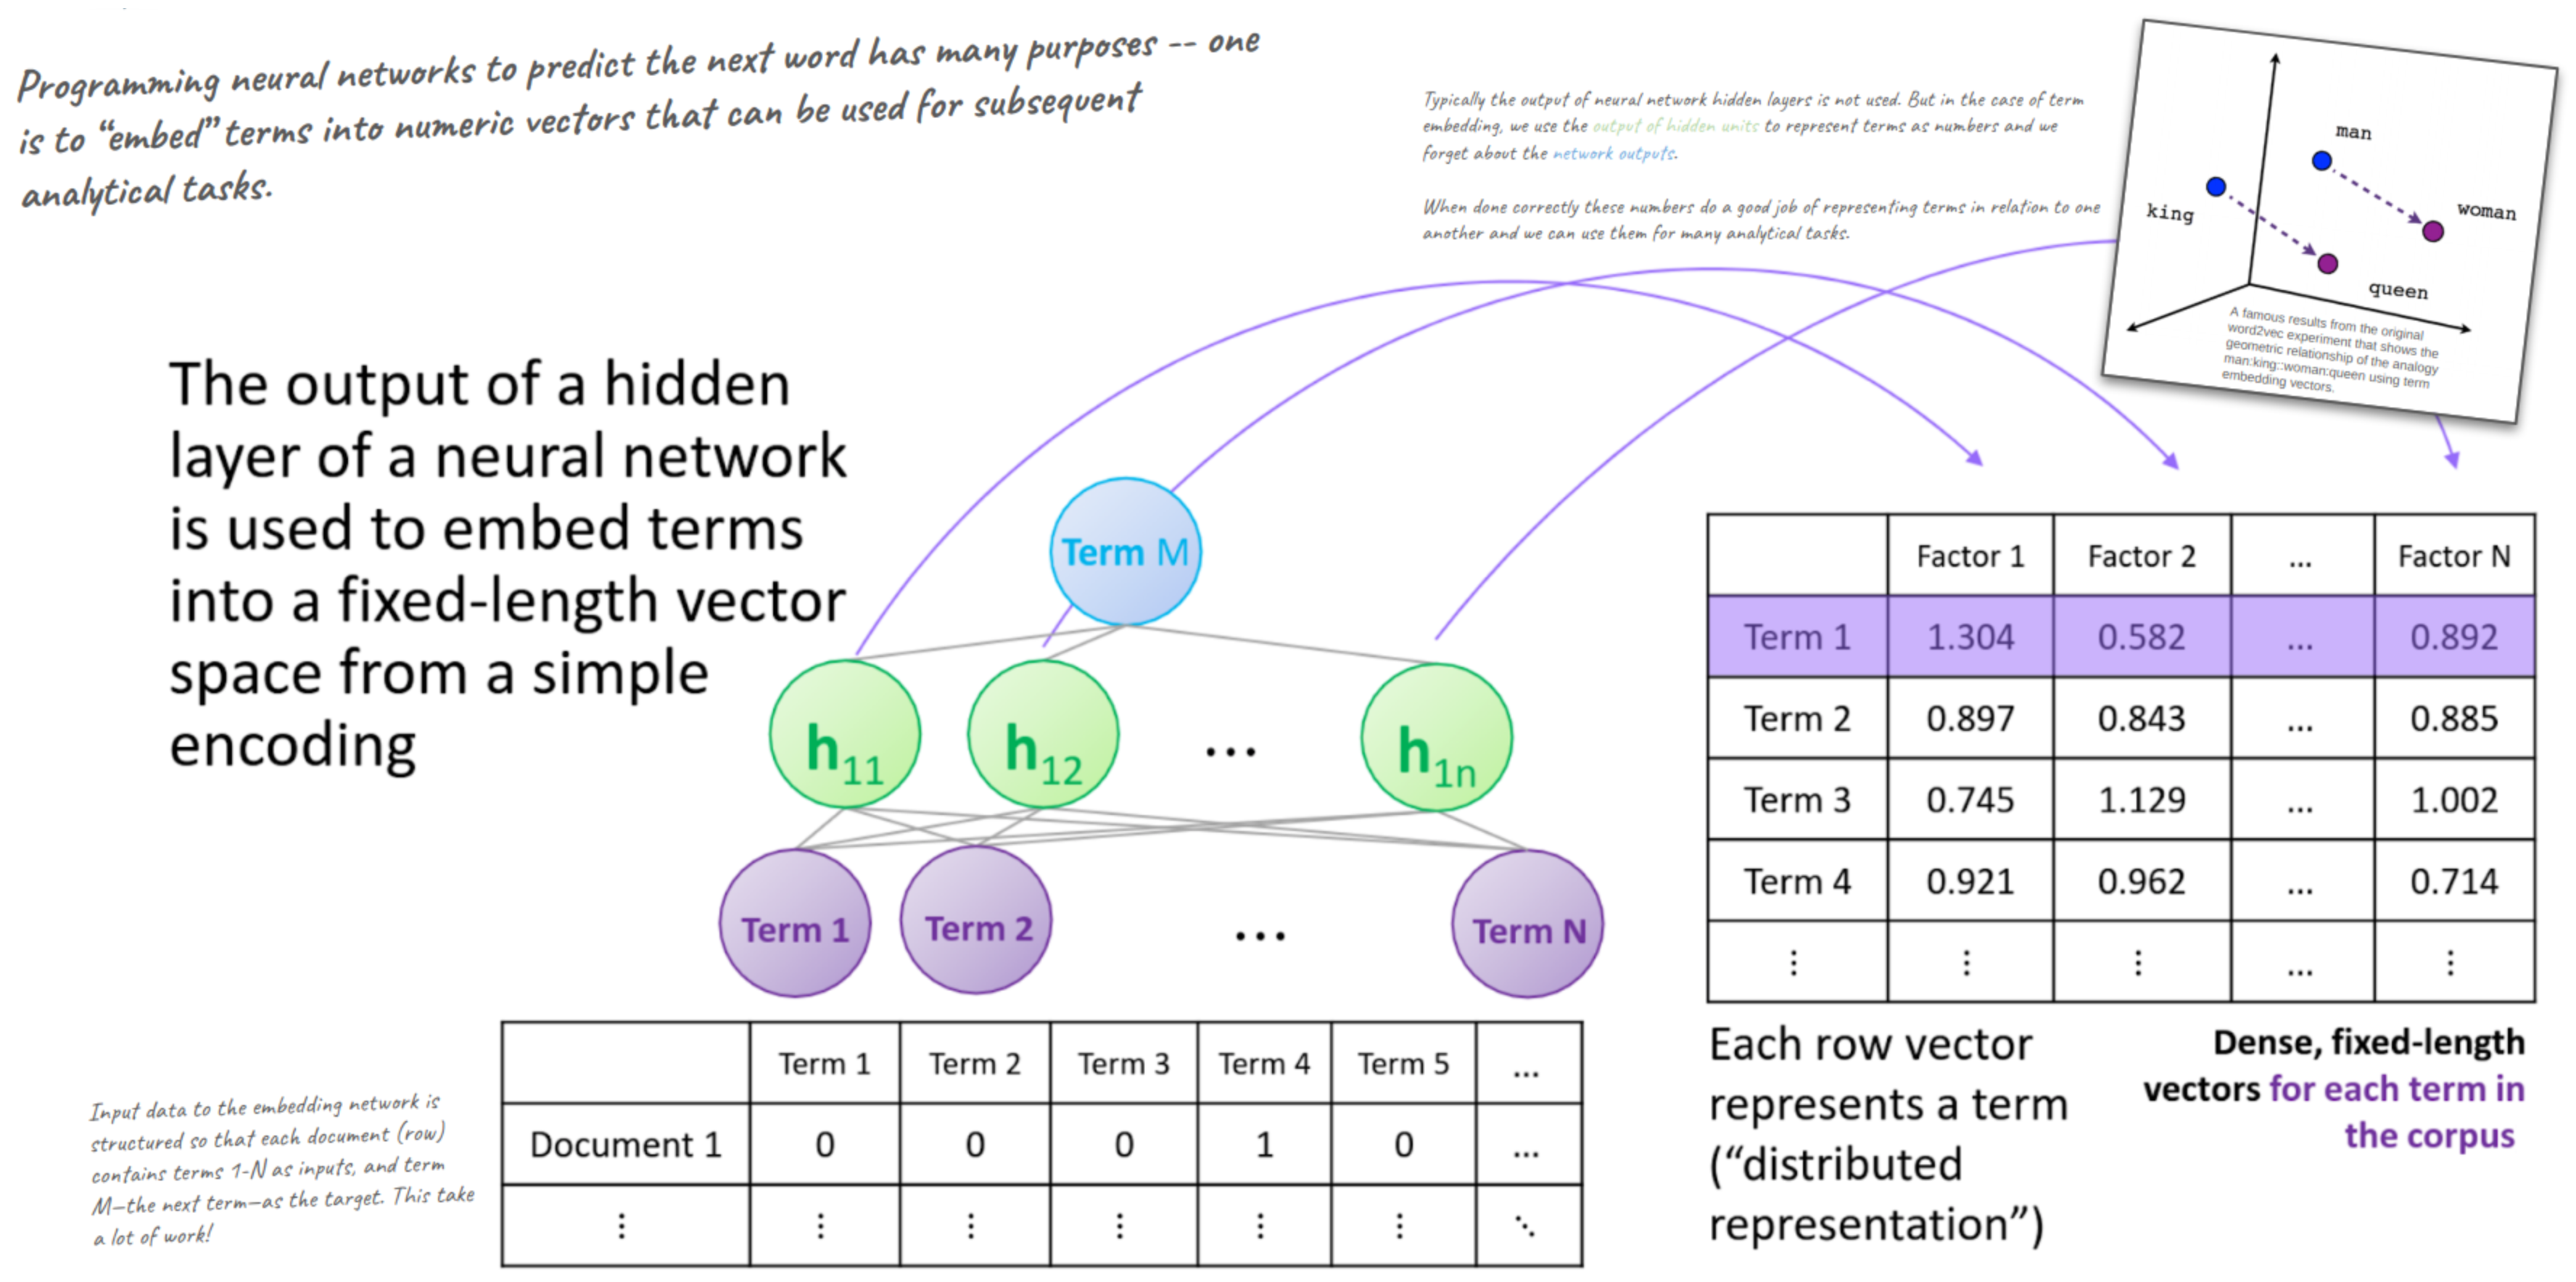 Programming neural networks to predict the next word has many purposes -- one
is to “embed” terms into numeric vectors that can be used for subsequent
analytical tasks.
Typically the output of neural network hidden layers is not used. But in the case of term
embedding, we use the output of hidden units to represent terms as numbers and we
forget about the network outputs.
When done correctly these numbers do a good job of representing terms in relation to one
another and we can use them for many analytical tasks.
man
king
woman
queen
A famous results from the original
word2vec experiment that shows the
geometric relationship of the analogy
man:king::woman:queen using term
embedding vectors.
The output of a hidden
layer of a neural network
is used to embed terms
into a fixed-length vector
space from a simple
encoding
Term M
h11 h12 ... h1n
Term 1 Term 2 ... Term N
Factor 1 Factor 2 ... Factor N
Term 1 1.304 0.582 ... 0.892
Term 2 0.897 0.843 ... 0.885
Term 3 0.745 1.129 ... 1.002
Term 4 0.921 0.962 ... 0.714
⋮ ⋮ ⋮ ... ⋮
Input data to the embedding network is
structured so that each document (row)
contains terms 1-N as inputs, and term
M—the next term—as the target. This take
a lot of work!
Term 1 Term 2 Term 3 Term 4 Term 5 ...
Document 1 0 0 0 1 0 ...
⋮ ⋮ ⋮ ⋮ ⋮ ⋮ ⋱
Each row vector
represents a term
(“distributed
representation”)
Dense, fixed-length
vectors for each term in
the corpus